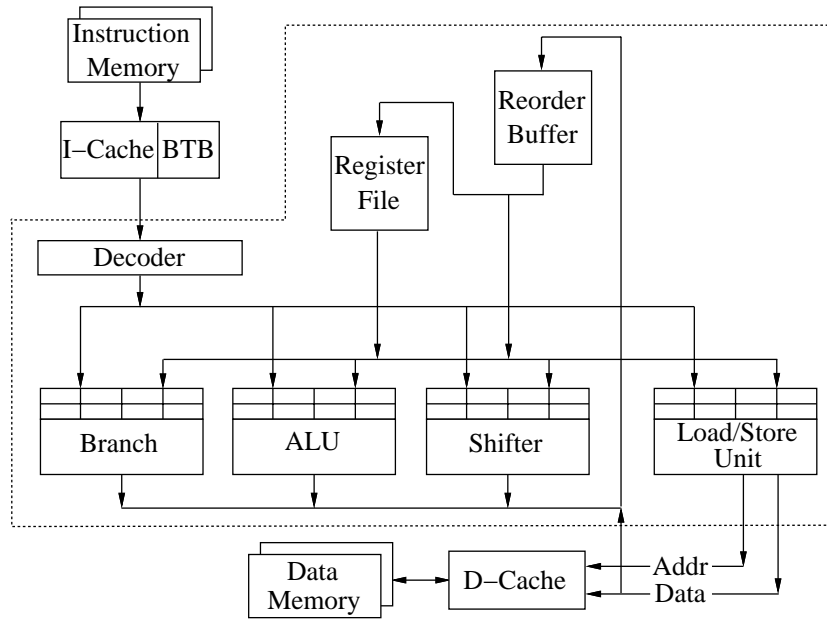 Instruction
Memory
I−Cache BTB
Reorder
Buffer
Register
File
Decoder
Branch
ALU
Shifter
Load/Store
Unit
Data
Memory
D−Cache
Addr
Data